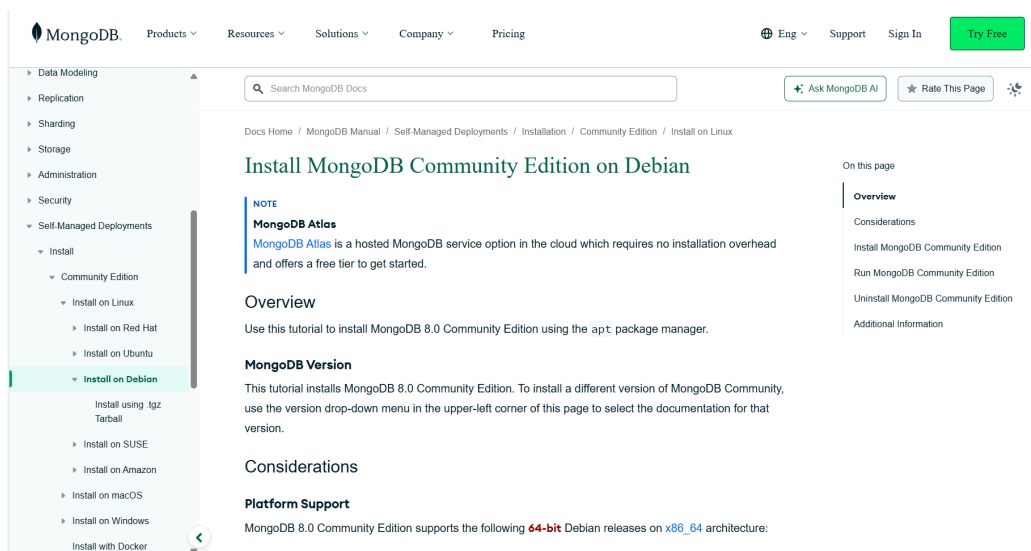 MongoDB.
Products
Resources
Solutions
Company
Pricing
Eng
Support
Sign In
Try Free
Data Modeling
Replication
Sharding
Storage
Administration
Security
Self-Managed Deployments
Install
Community Edition
Install on Linux
Install on Red Hat
Install on Ubuntu
Install on Debian
Install using .tgz
Tarball
Install on SUSE
Install on Amazon
Install on macOS
Install on Windows
Install with Docker
Search MongoDB Docs
Ask MongoDB AI
Rate This Page
Docs Home / MongoDB Manual / Self-Managed Deployments / Installation / Community Edition / Install on Linux
Install MongoDB Community Edition on Debian
NOTE
MongoDB Atlas
MongoDB Atlas is a hosted MongoDB service option in the cloud which requires no installation overhead
and offers a free tier to get started.
Overview
Use this tutorial to install MongoDB 8.0 Community Edition using the apt package manager.
MongoDB Version
This tutorial installs MongoDB 8.0 Community Edition. To install a different version of MongoDB Community,
use the version drop-down menu in the upper-left corner of this page to select the documentation for that
version.
Considerations
Platform Support
MongoDB 8.0 Community Edition supports the following 64-bit Debian releases on x86_64 architecture:
On this page
Overview
Considerations
Install MongoDB Community Edition
Run MongoDB Community Edition
Uninstall MongoDB Community Edition
Additional Information